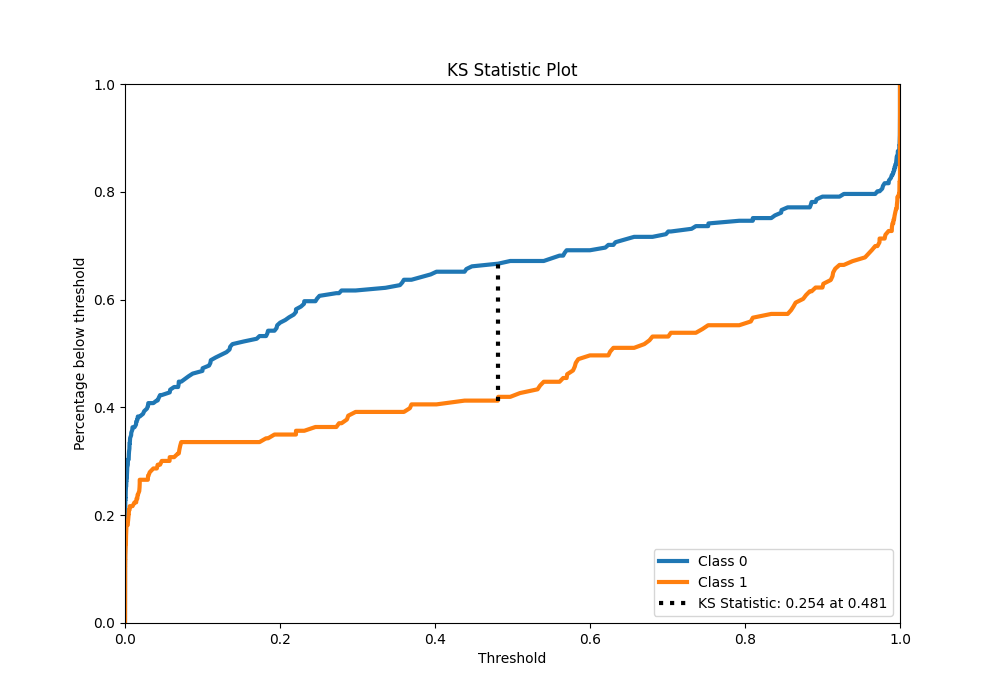 KS Statistic Plot
Percentage below threshold
1.0
0.8
0.6
0.4
0.2
0.0
0.0 0.2 0.4 0.6 0.8 1.0
Threshold
Class 0
Class 1
KS Statistic: 0.254 at 0.481